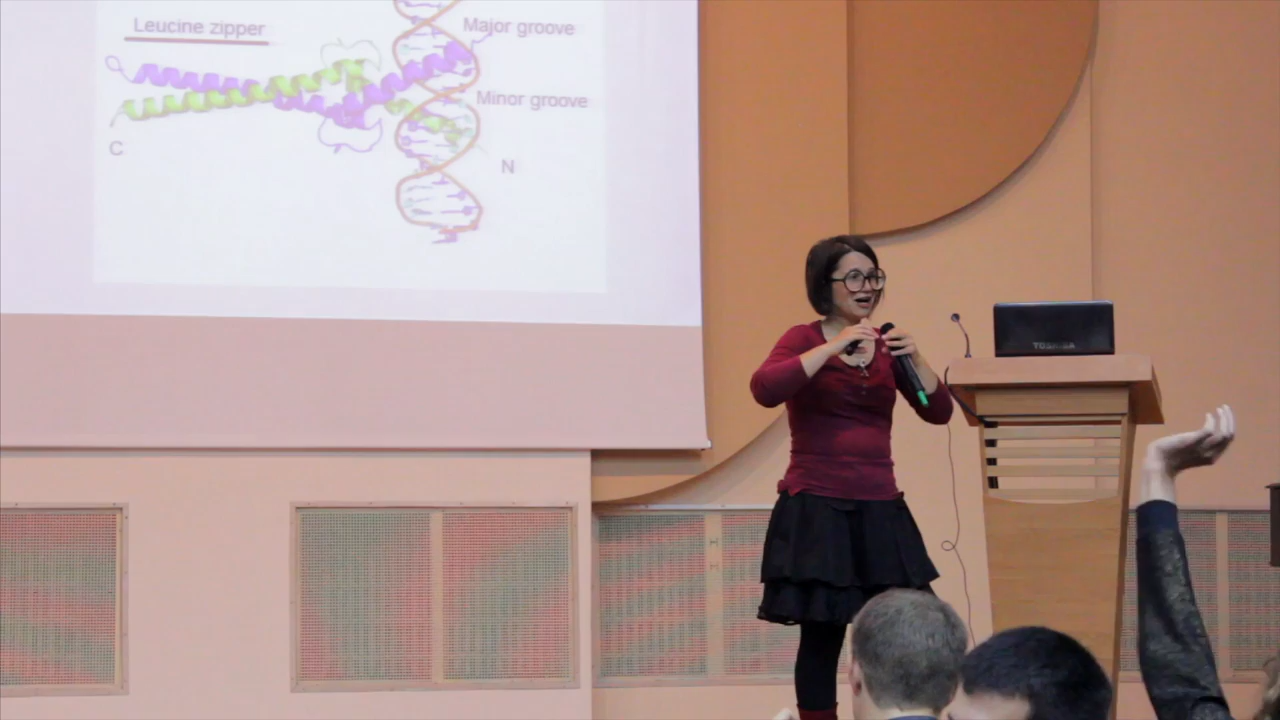 Leucine zipper
Major groove
Minor groove
C
N
TOSHIBA